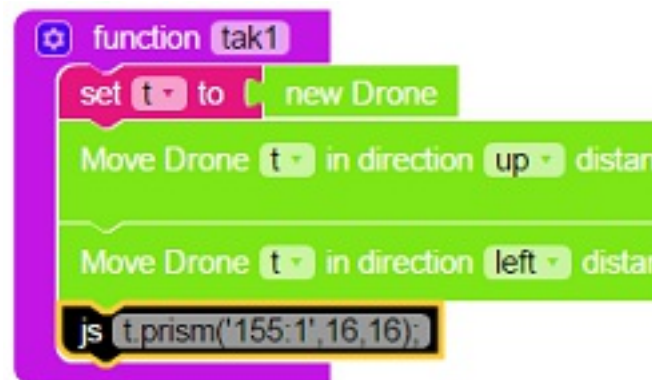 function tak1
set t to new Drone
Move Drone t in direction up distan
Move Drone t in direction left distan
js t.prism('155:1',16,16);